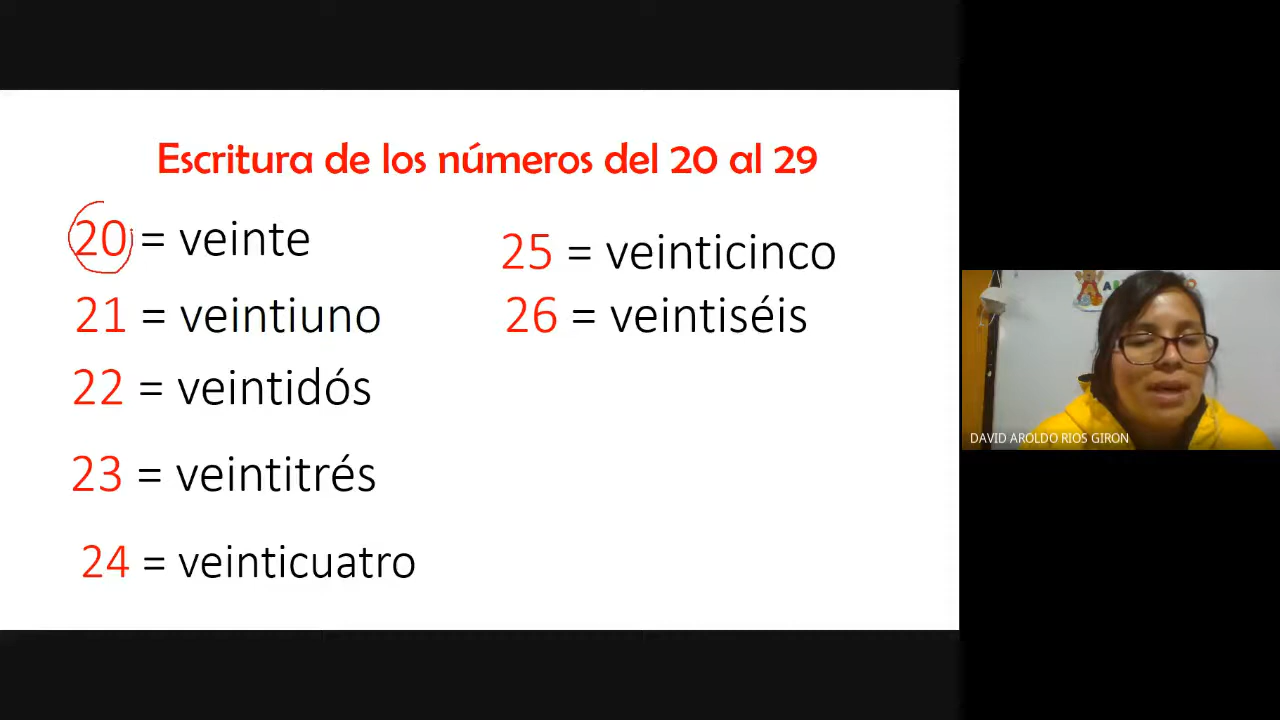 Escritura de los números del 20 al 29
20 = veinte
21 = veintiuno
22 = veintidós
23 = veintitrés
24 = veinticuatro
25 = veinticinco
26 = veintiséis
DAVID AROLDO RIOS GIRON